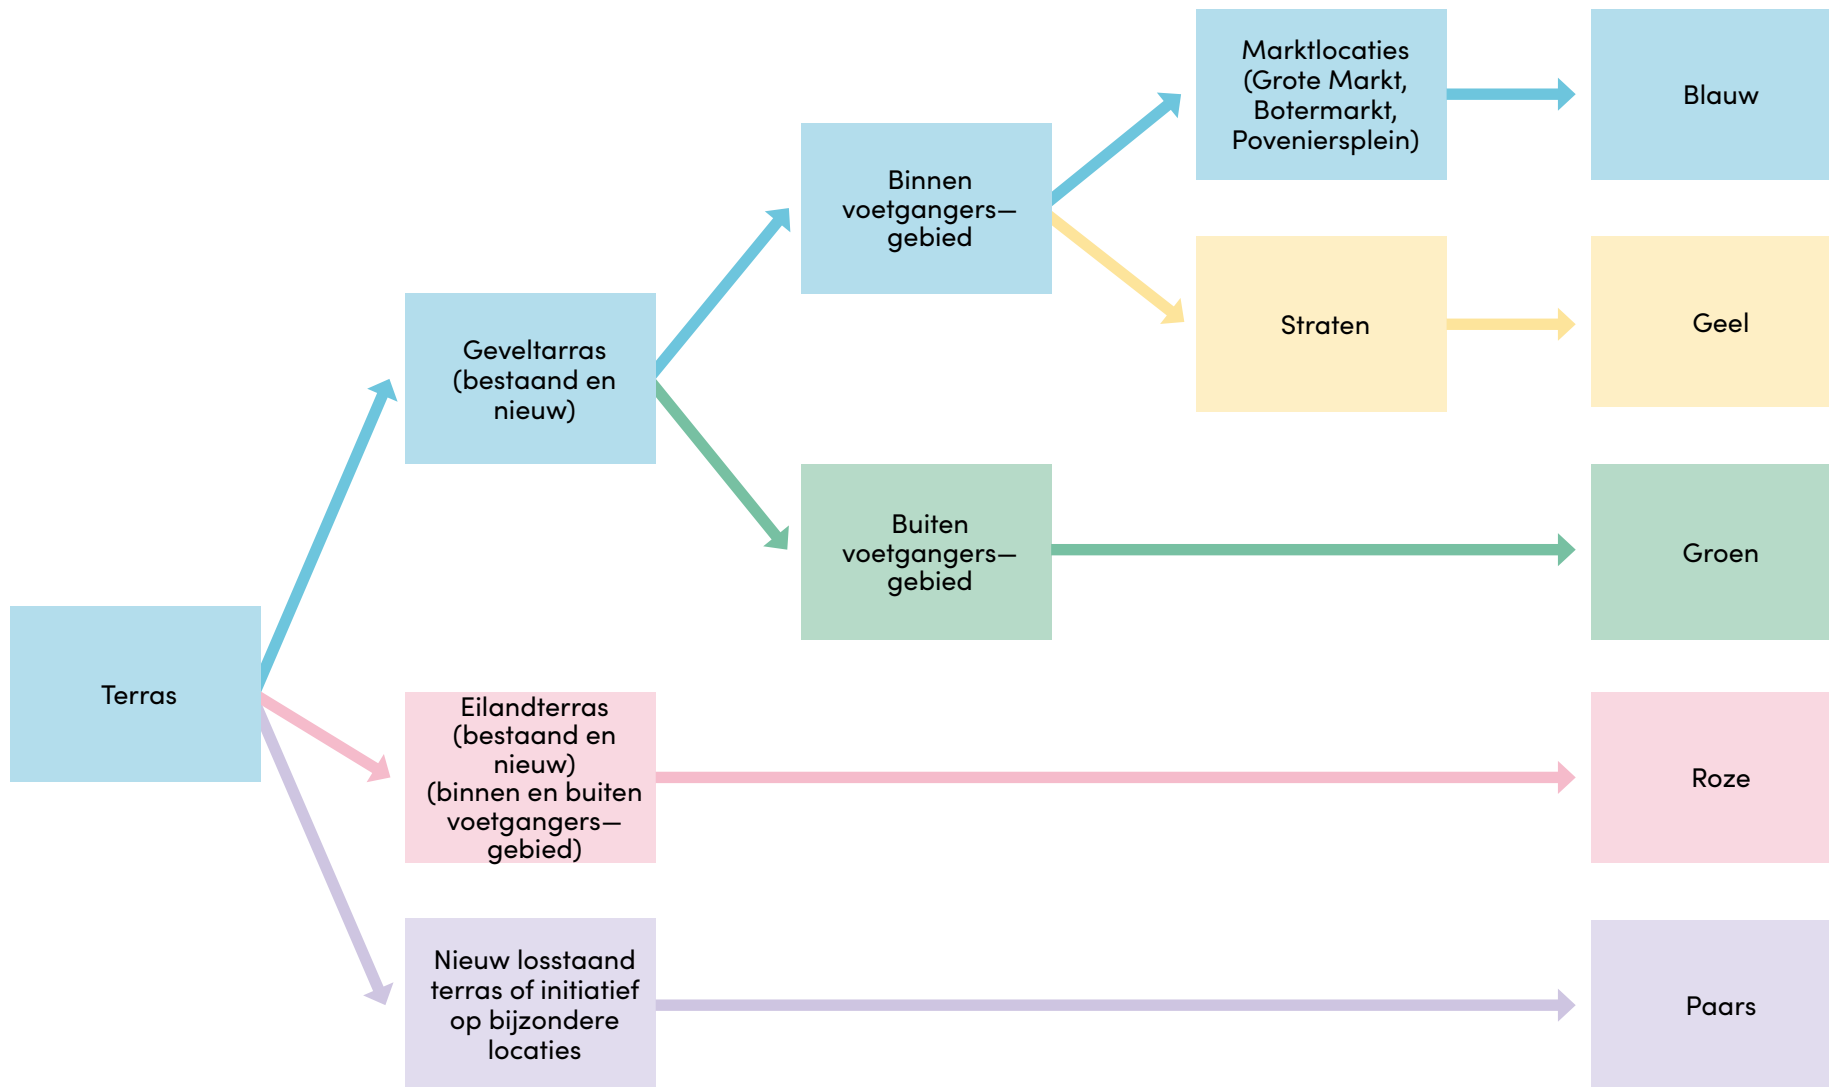 Terras
Geveltarras
(bestaand en
nieuw)
Binnen
voetgangers—
gebied
Marktlocaties
(Grote Markt,
Botermarkt,
Poveniersplein)
Blauw
Straten
Geel
Buiten
voetgangers—
gebied
Groen
Eilandterras
(bestaand en
nieuw)
(binnen en buiten
voetgangers—
gebied)
Roze
Nieuw losstaand
terras of initiatief
op bijzondere
locaties
Paars